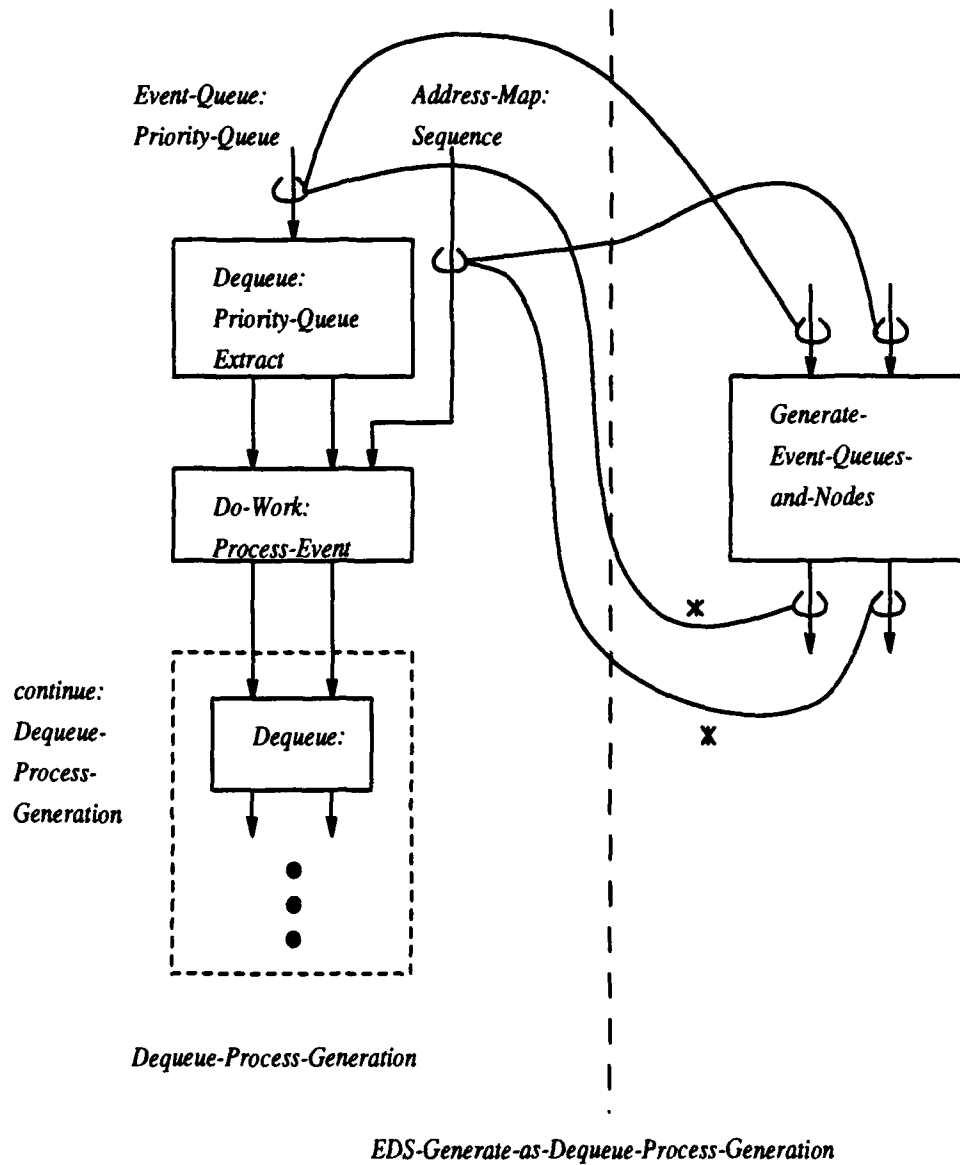 Event-Queue:
Priority-Queue
Address-Map:
Sequence
Dequeue:
Priority-Queue
Extract
Generate-
Event-Queues-
and-Nodes
Do-Work:
Process-Event
continue:
Dequeue-
Process-
Generation
Dequeue:
Dequeue-Process-Generation
EDS-Generate-as-Dequeue-Process-Generation